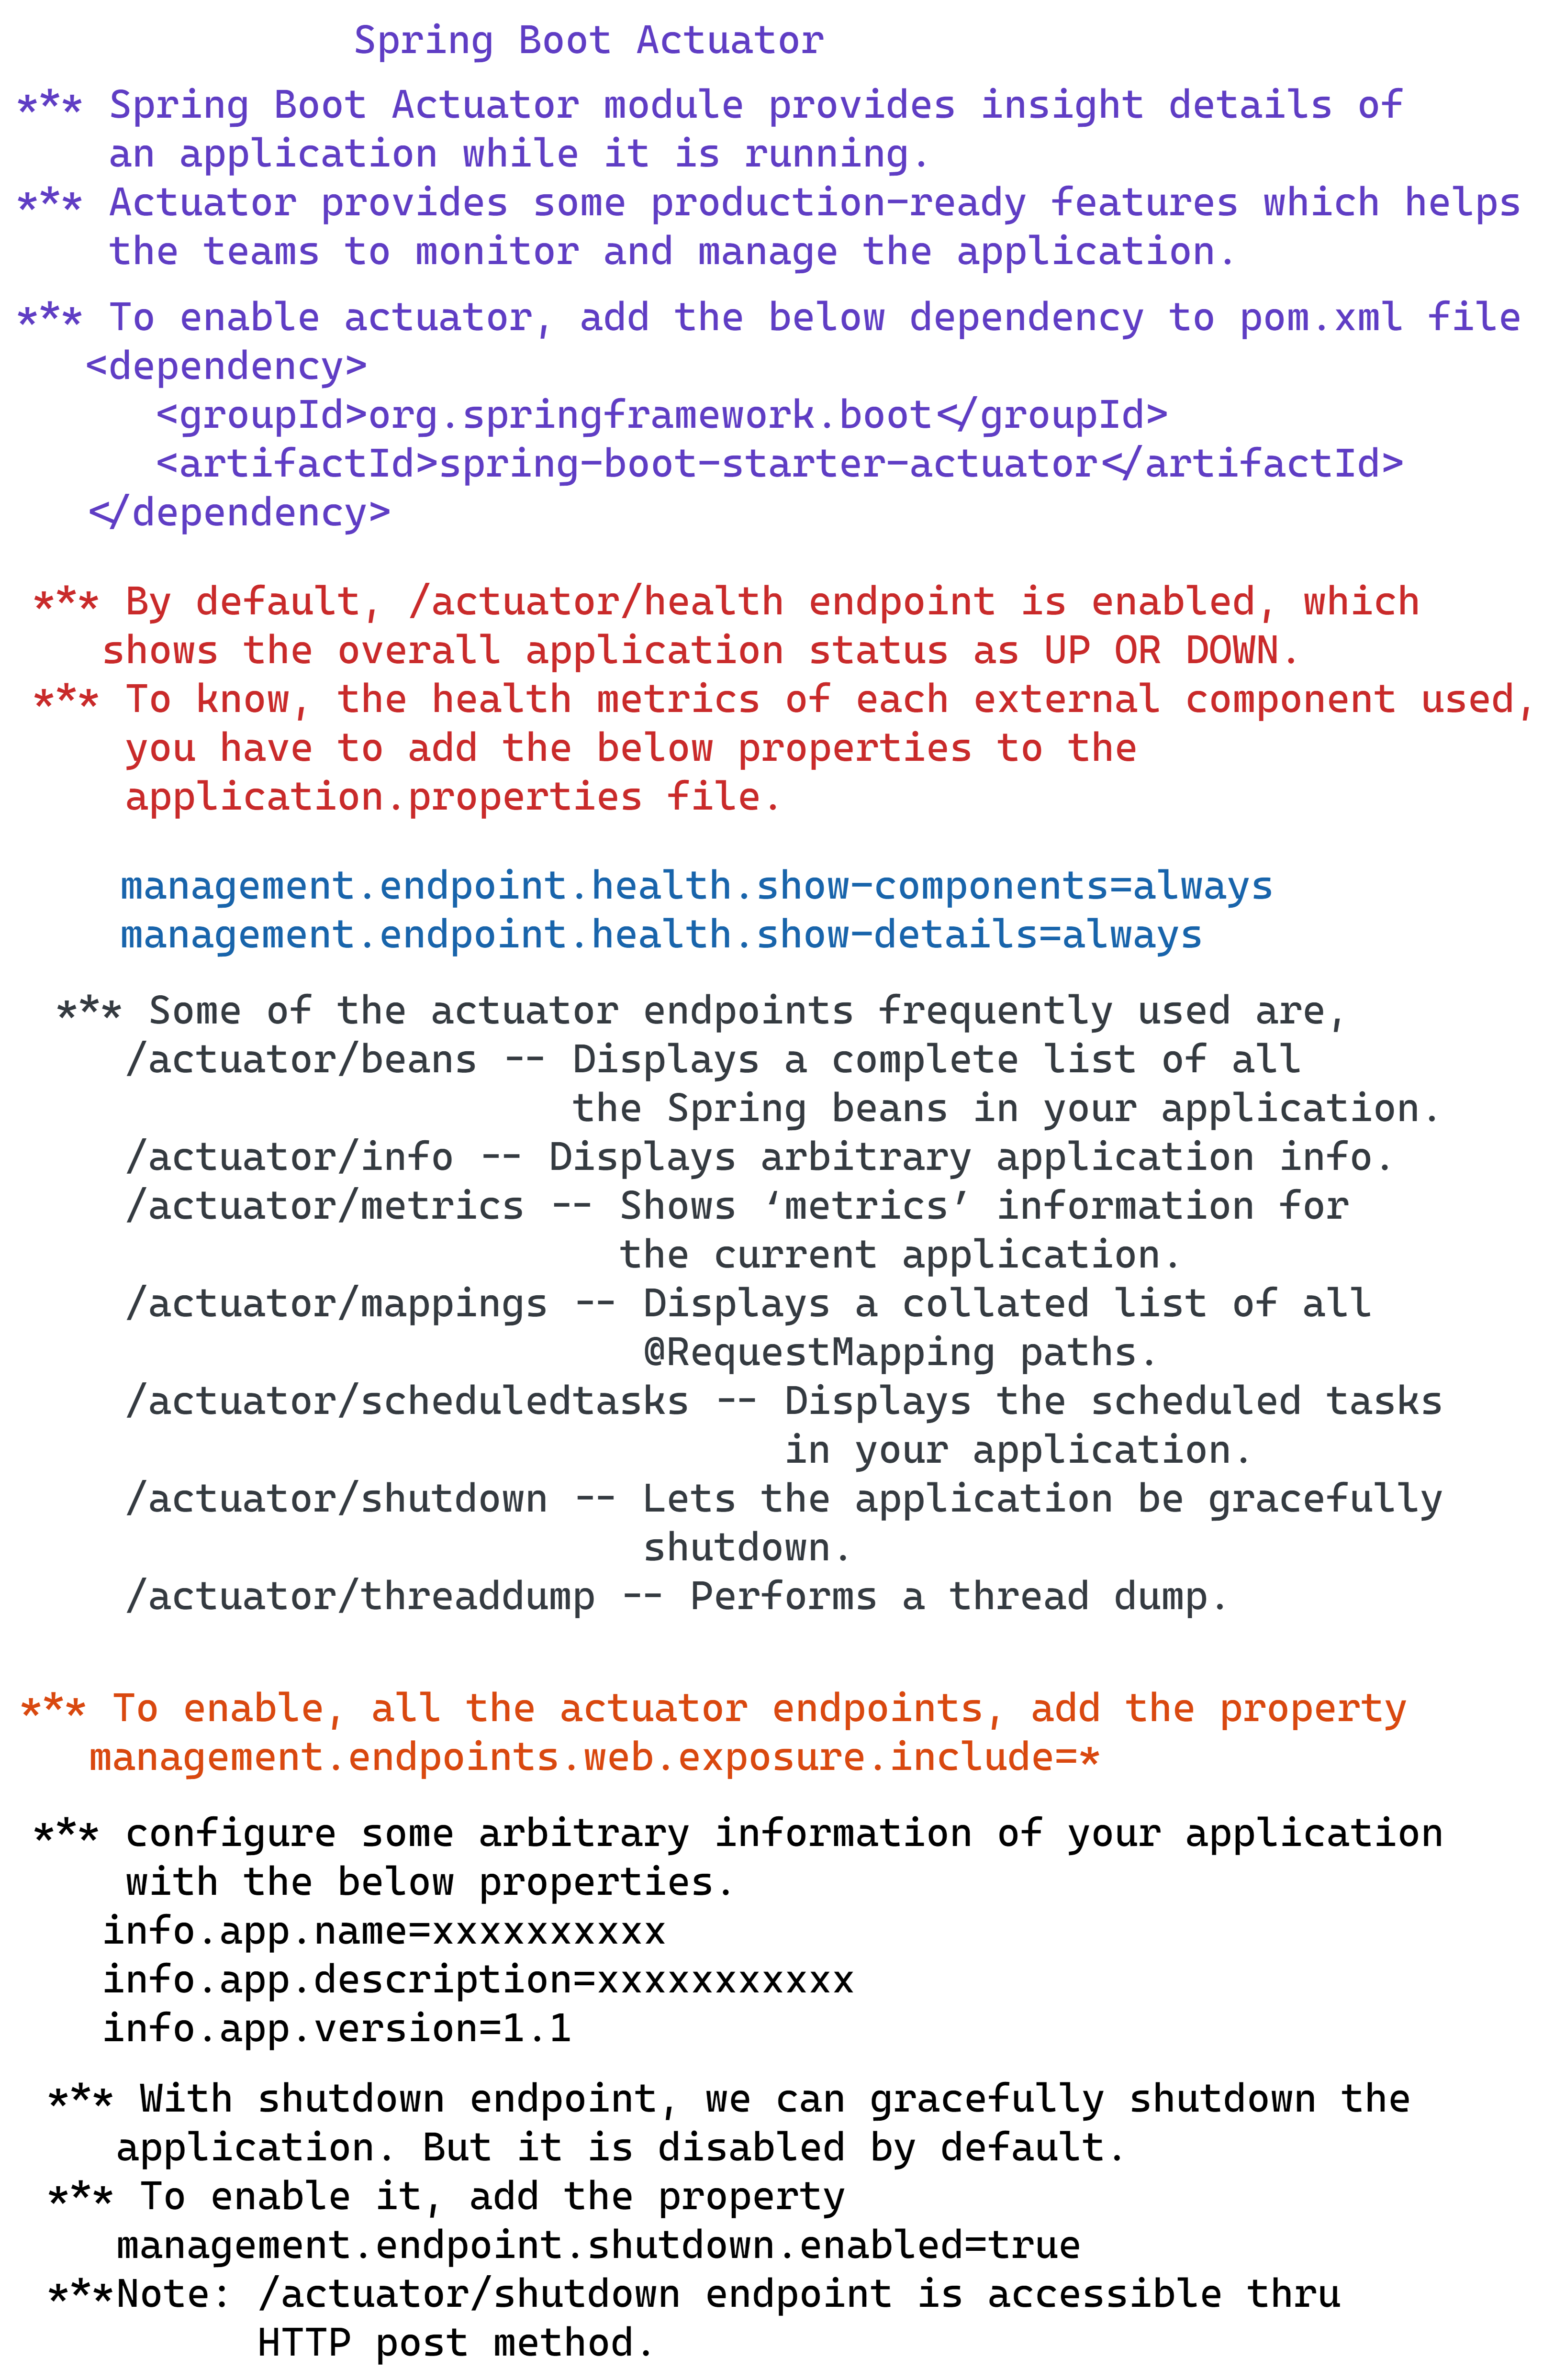 Spring Boot Actuator
*** Spring Boot Actuator module provides insight details of
an application while it is running.
*** Actuator provides some production-ready features which helps
the teams to monitor and manage the application.
*** To enable actuator, add the below dependency to pom.xml file
<dependency>
<groupId>org.springframework.boot</groupId>
<artifactId>spring-boot-starter-actuator</artifactId>
</dependency>
*** By default, /actuator/health endpoint is enabled, which
shows the overall application status as UP OR DOWN.
*** To know, the health metrics of each external component used,
you have to add the below properties to the
application.properties file.
management.endpoint.health.show-components=always
management.endpoint.health.show-details=always
*** Some of the actuator endpoints frequently used are,
/actuator/beans -- Displays a complete list of all
the Spring beans in your application.
/actuator/info -- Displays arbitrary application info.
/actuator/metrics -- Shows ‘metrics’ information for
the current application.
/actuator/mappings -- Displays a collated list of all
@RequestMapping paths.
/actuator/scheduledtasks -- Displays the scheduled tasks
in your application.
/actuator/shutdown -- Lets the application be gracefully
shutdown.
/actuator/threaddump -- Performs a thread dump.
*** To enable, all the actuator endpoints, add the property
management.endpoints.web.exposure.include=*
*** configure some arbitrary information of your application
with the below properties.
info.app.name=xxxxxxxxxx
info.app.description=xxxxxxxxxxx
info.app.version=1.1
*** With shutdown endpoint, we can gracefully shutdown the
application. But it is disabled by default.
*** To enable it, add the property
management.endpoint.shutdown.enabled=true
***Note: /actuator/shutdown endpoint is accessible thru
HTTP post method.